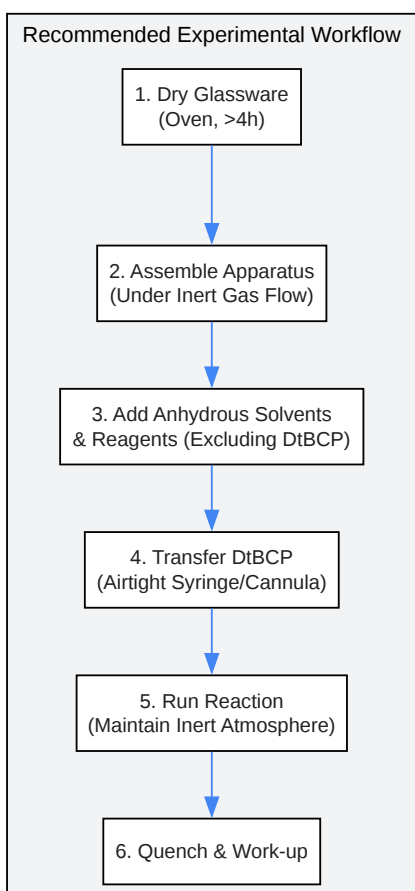 Recommended Experimental Workflow
1. Dry Glassware
(Oven, >4h)
2. Assemble Apparatus
(Under Inert Gas Flow)
3. Add Anhydrous Solvents
& Reagents (Excluding DtBCP)
4. Transfer DtBCP
(Airtight Syringe/Cannula)
5. Run Reaction
(Maintain Inert Atmosphere)
6. Quench & Work-up